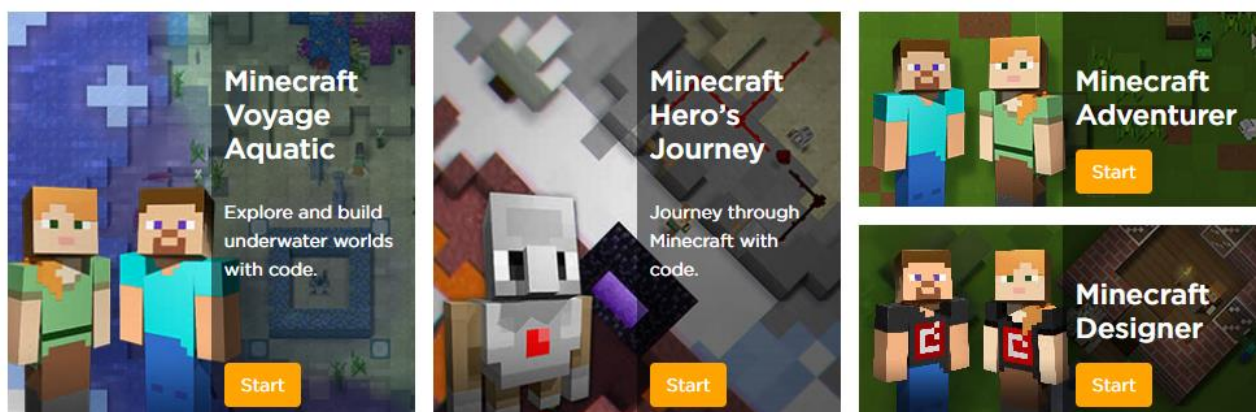 Minecraft
Voyage
Aquatic
Explore and build
underwater worlds
with code.
Start
Minecraft
Hero's
Journey
Journey through
Minecraft with
code.
Start
Minecraft
Adventurer
Start
Minecraft
Designer
Start